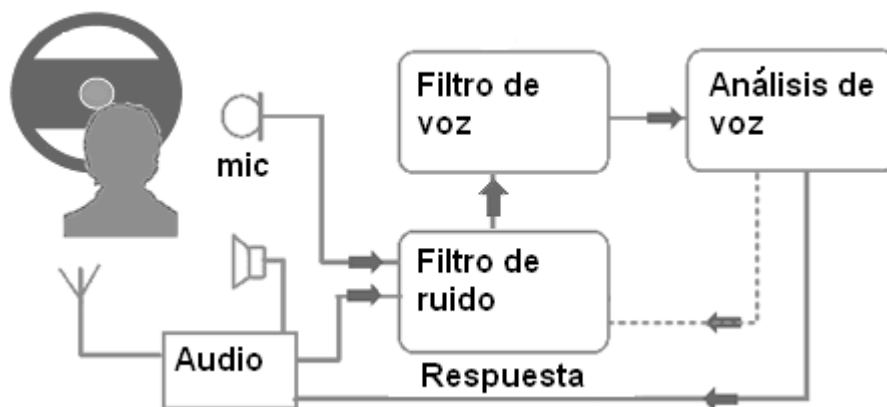 Filtro de
voz
Análisis de
voz
mic
Filtro de
ruido
Audio
Respuesta